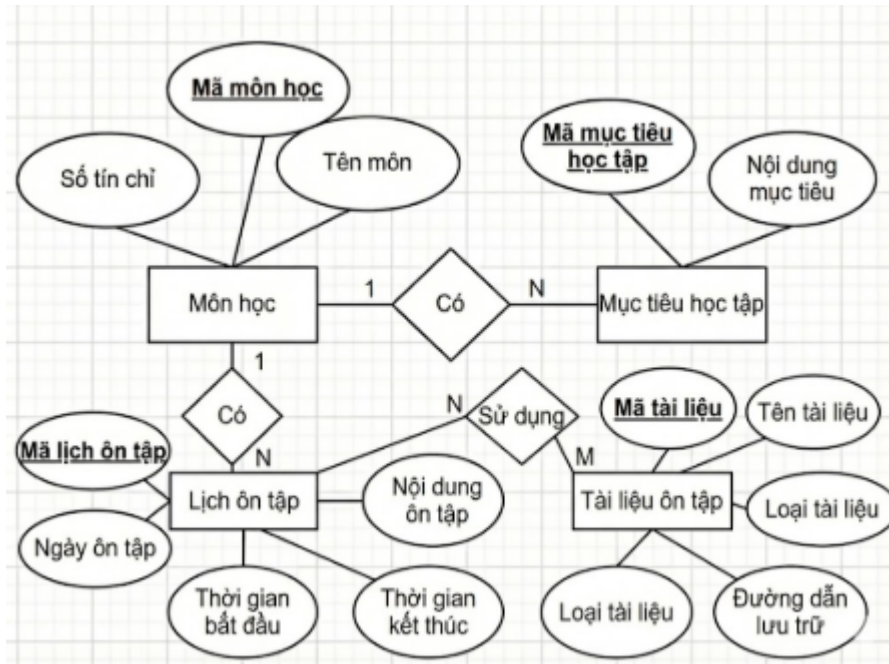 Mã môn học
Số tín chỉ
Tên môn
Mã mục tiêu
học tập
Nội dung
mục tiêu
Môn học
1
Có
N
Mục tiêu học tập
1
Có
N
Sử dụng
M
N
Mã tài liệu
Tên tài liệu
Mã lịch ôn tập
Lịch ôn tập
Nội dung
ôn tập
Tài liệu ôn tập
Loại tài liệu
Ngày ôn tập
Thời gian
bắt đầu
Thời gian
kết thúc
Loại tài liệu
Đường dẫn
lưu trữ